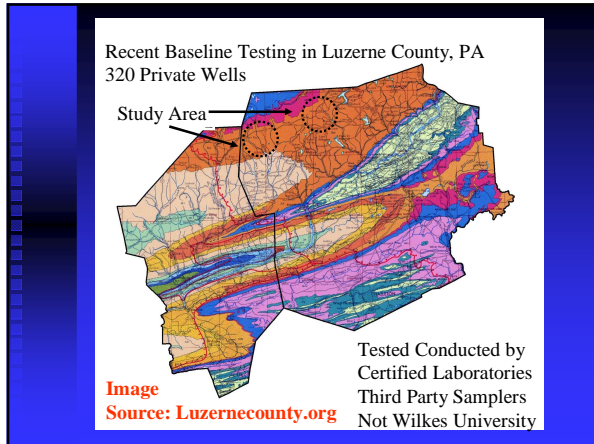 Recent Baseline Testing in Luzerne County, PA
320 Private Wells
Study Area
Tested Conducted by
Certified Laboratories
Third Party Samplers
Not Wilkes University
Image
Source: Luzernecounty.org